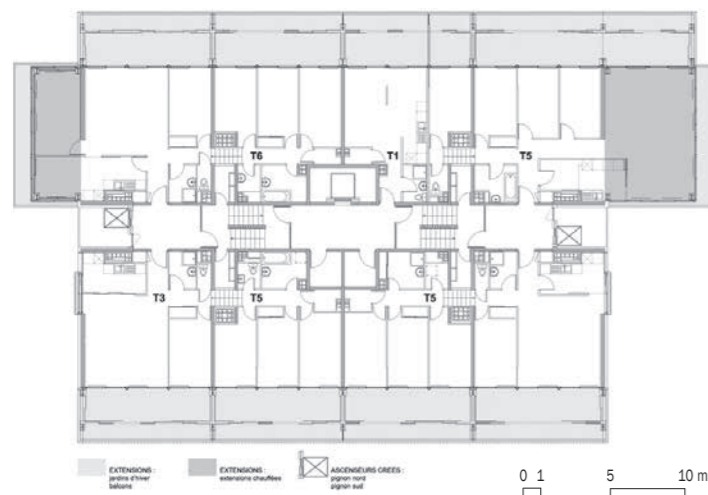 T6
T1
T5
T3
T5
T5
EXTENSIONS :
jardins d'hiver
balcons
EXTENSIONS :
extensions chauffées
ASCENSEURS CREES :
pignon nord
pignon sud
0 1 5 10 m